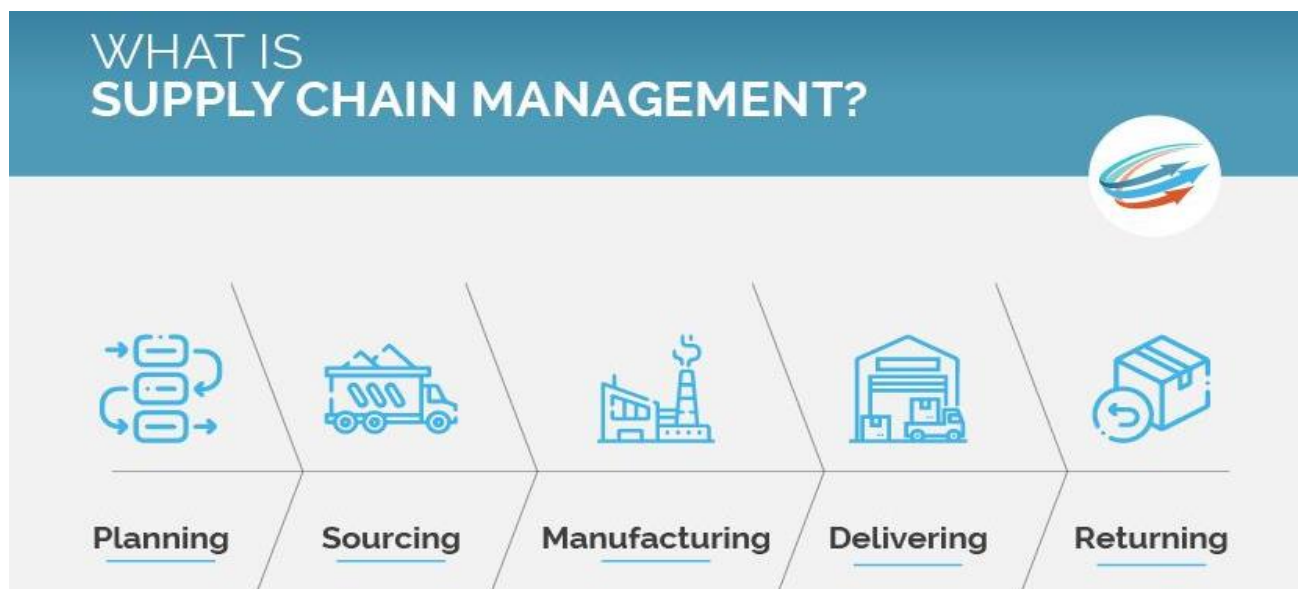 WHAT IS
SUPPLY CHAIN MANAGEMENT?
Planning
Sourcing
Manufacturing
Delivering
Returning